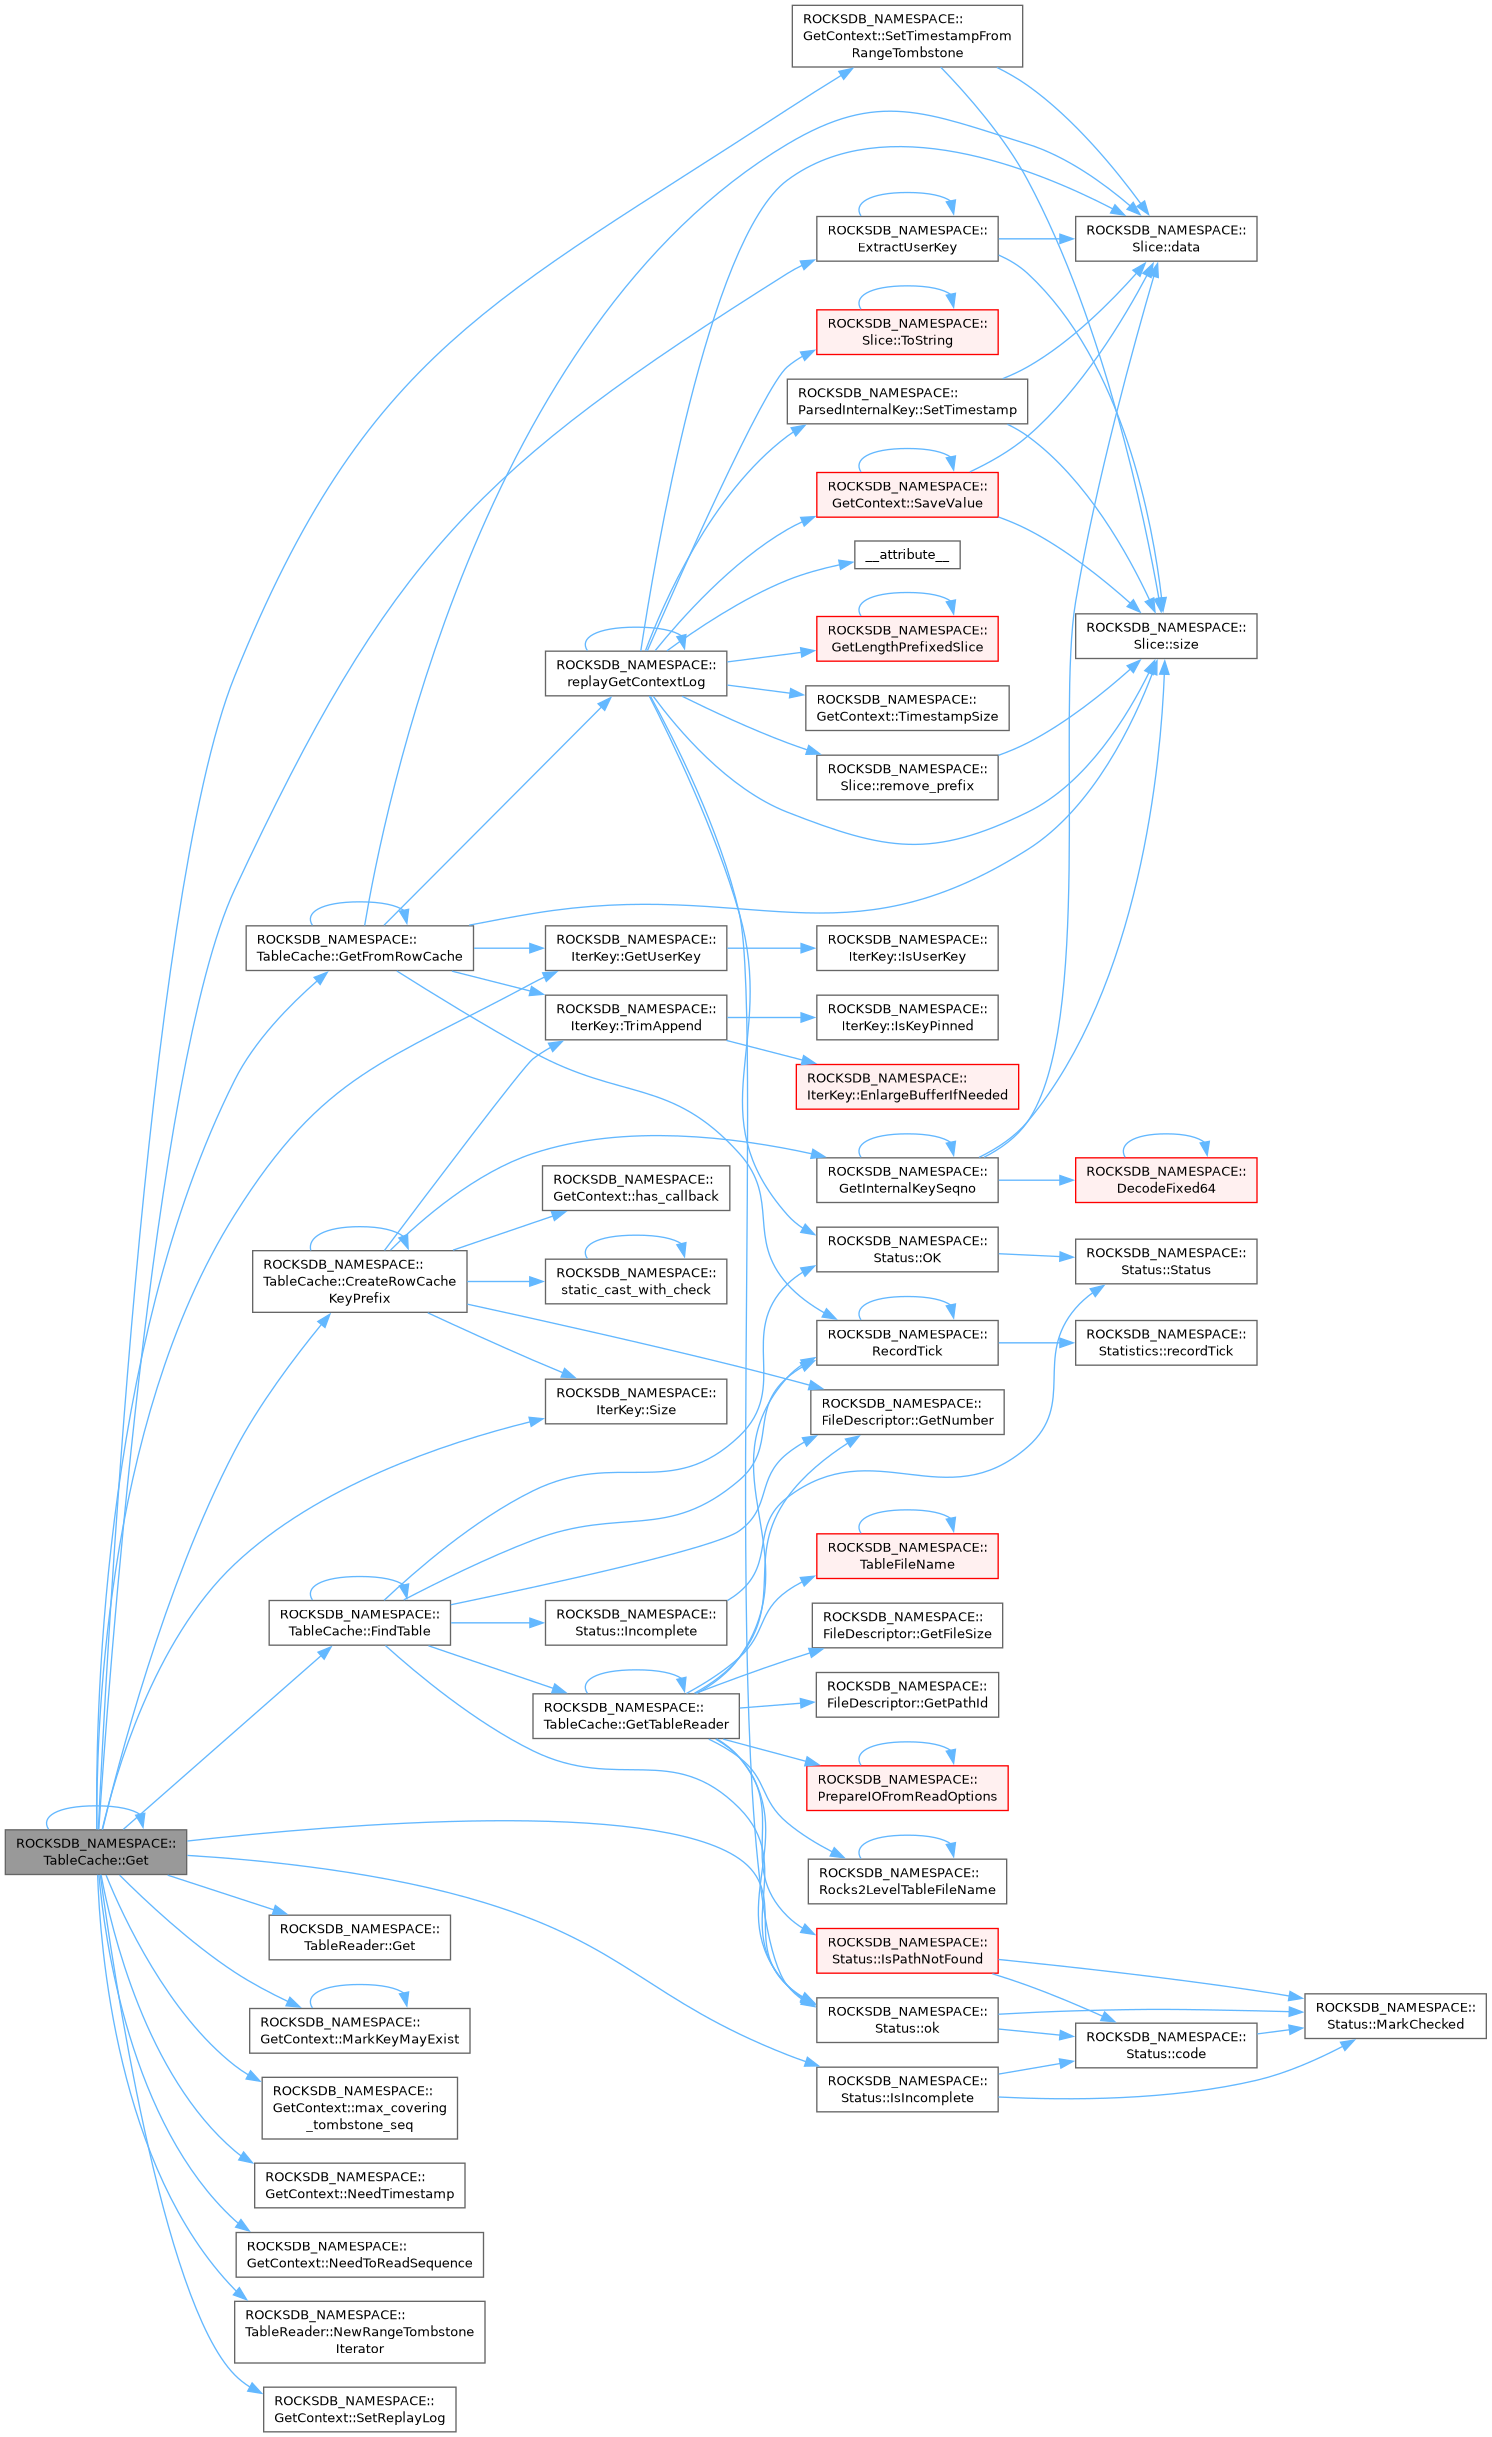 ROCKSDB_NAMESPACE::
GetContext::SetTimestampFrom
RangeTombstone
ROCKSDB_NAMESPACE::
ExtractUserKey
ROCKSDB_NAMESPACE::
Slice::data
ROCKSDB_NAMESPACE::
Slice::ToString
ROCKSDB_NAMESPACE::
ParsedInternalKey::SetTimestamp
ROCKSDB_NAMESPACE::
GetContext::SaveValue
__attribute__
ROCKSDB_NAMESPACE::
GetLengthPrefixedSlice
ROCKSDB_NAMESPACE::
Slice::size
ROCKSDB_NAMESPACE::
replayGetContextLog
ROCKSDB_NAMESPACE::
GetContext::TimestampSize
ROCKSDB_NAMESPACE::
Slice::remove_prefix
ROCKSDB_NAMESPACE::
TableCache::GetFromRowCache
ROCKSDB_NAMESPACE::
IterKey::GetUserKey
ROCKSDB_NAMESPACE::
IterKey::IsUserKey
ROCKSDB_NAMESPACE::
IterKey::TrimAppend
ROCKSDB_NAMESPACE::
IterKey::IsKeyPinned
ROCKSDB_NAMESPACE::
IterKey::EnlargeBufferIfNeeded
ROCKSDB_NAMESPACE::
GetContext::has_callback
ROCKSDB_NAMESPACE::
GetInternalKeySeqno
ROCKSDB_NAMESPACE::
DecodeFixed64
ROCKSDB_NAMESPACE::
TableCache::CreateRowCache
KeyPrefix
ROCKSDB_NAMESPACE::
static_cast_with_check
ROCKSDB_NAMESPACE::
Status::OK
ROCKSDB_NAMESPACE::
Status::Status
ROCKSDB_NAMESPACE::
RecordTick
ROCKSDB_NAMESPACE::
Statistics::recordTick
ROCKSDB_NAMESPACE::
IterKey::Size
ROCKSDB_NAMESPACE::
FileDescriptor::GetNumber
ROCKSDB_NAMESPACE::
TableFileName
ROCKSDB_NAMESPACE::
TableCache::FindTable
ROCKSDB_NAMESPACE::
Status::Incomplete
ROCKSDB_NAMESPACE::
FileDescriptor::GetFileSize
ROCKSDB_NAMESPACE::
TableCache::GetTableReader
ROCKSDB_NAMESPACE::
FileDescriptor::GetPathId
ROCKSDB_NAMESPACE::
PrepareIOFromReadOptions
ROCKSDB_NAMESPACE::
TableCache::Get
ROCKSDB_NAMESPACE::
Rocks2LevelTableFileName
ROCKSDB_NAMESPACE::
TableReader::Get
ROCKSDB_NAMESPACE::
Status::IsPathNotFound
ROCKSDB_NAMESPACE::
GetContext::MarkKeyMayExist
ROCKSDB_NAMESPACE::
Status::ok
ROCKSDB_NAMESPACE::
Status::code
ROCKSDB_NAMESPACE::
Status::MarkChecked
ROCKSDB_NAMESPACE::
Status::IsIncomplete
ROCKSDB_NAMESPACE::
GetContext::max_covering
_tombstone_seq
ROCKSDB_NAMESPACE::
GetContext::NeedTimestamp
ROCKSDB_NAMESPACE::
GetContext::NeedToReadSequence
ROCKSDB_NAMESPACE::
TableReader::NewRangeTombstone
Iterator
ROCKSDB_NAMESPACE::
GetContext::SetReplayLog